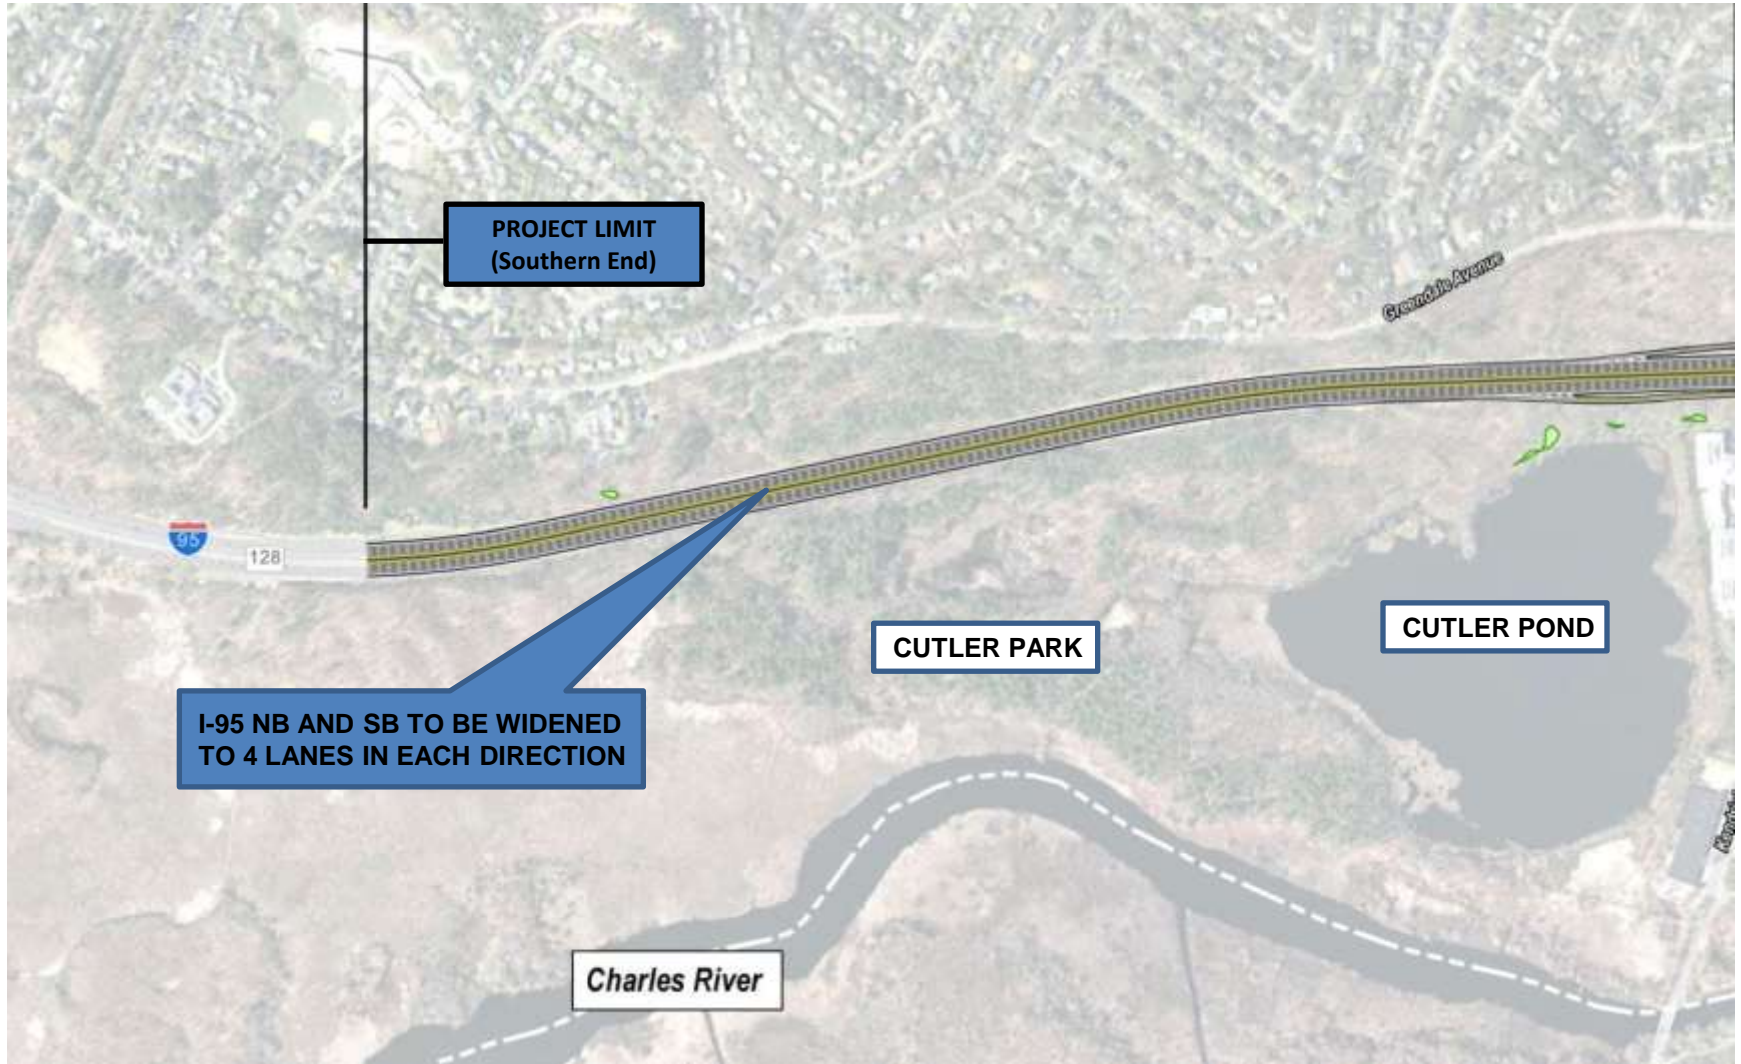 PROJECT LIMIT
(Southern End)
Greendale Avenue
95
128
CUTLER PARK
CUTLER POND
I-95 NB AND SB TO BE WIDENED
TO 4 LANES IN EACH DIRECTION
Charles River